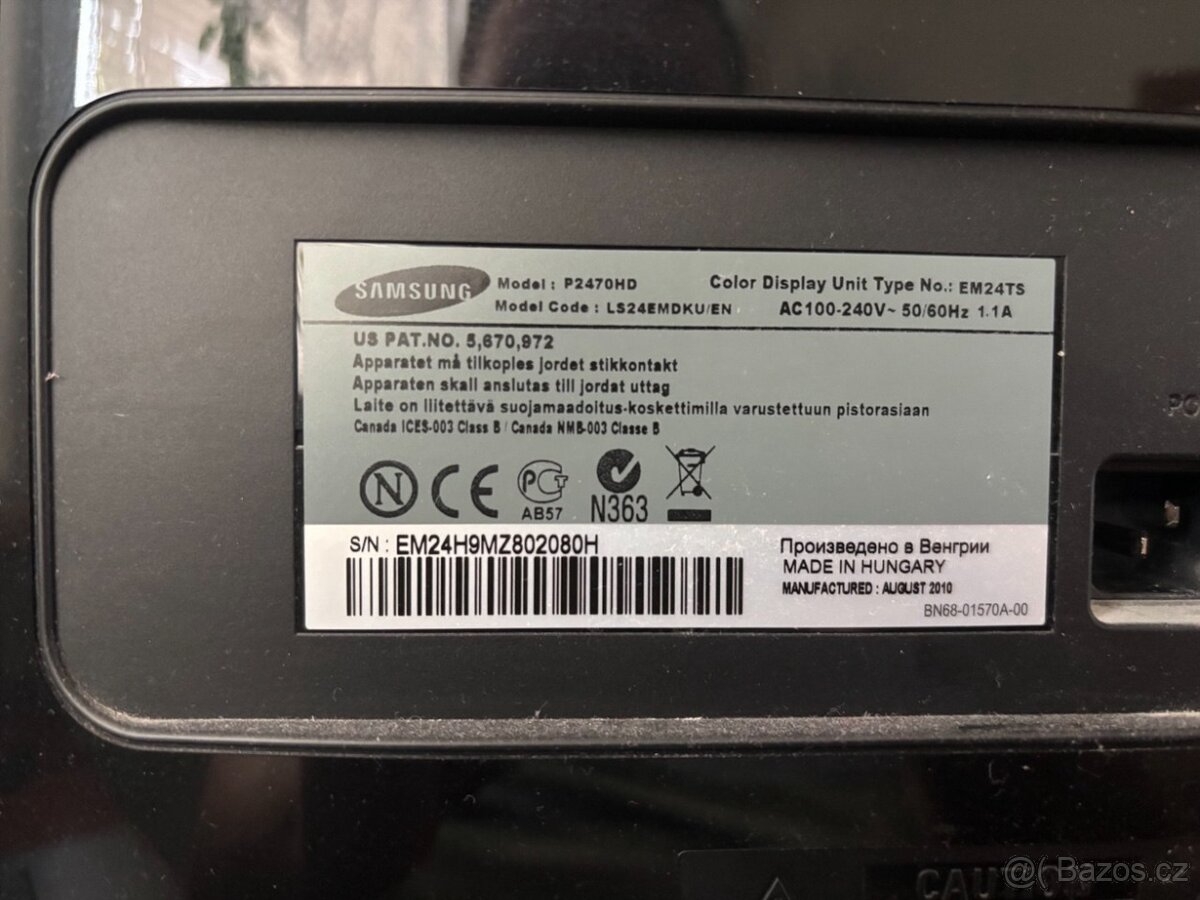 SAMSUNG
Model : P2470HD
Color Display Unit Type No.: EM24TS
Model Code : LS24EMDKU/EN
AC100-240V~ 50/60Hz 1.1A
US PAT.NO. 5,670,972
Apparatet må tilkoples jordet stikkontakt
Apparaten skall anslutas till jordat uttag
Laite on liitettävä suojamaadoitus-koskettimilla varustettuun pistorasiaan
Canada ICES-003 Class B / Canada NMB-003 Classe B
N CE РСТ
AB57 N363
S/N : EM24H9MZ802080H
Произведено в Венгрии
MADE IN HUNGARY
MANUFACTURED : AUGUST 2010
BN68-01570A-00
CAUTION
@( Bazos.cz